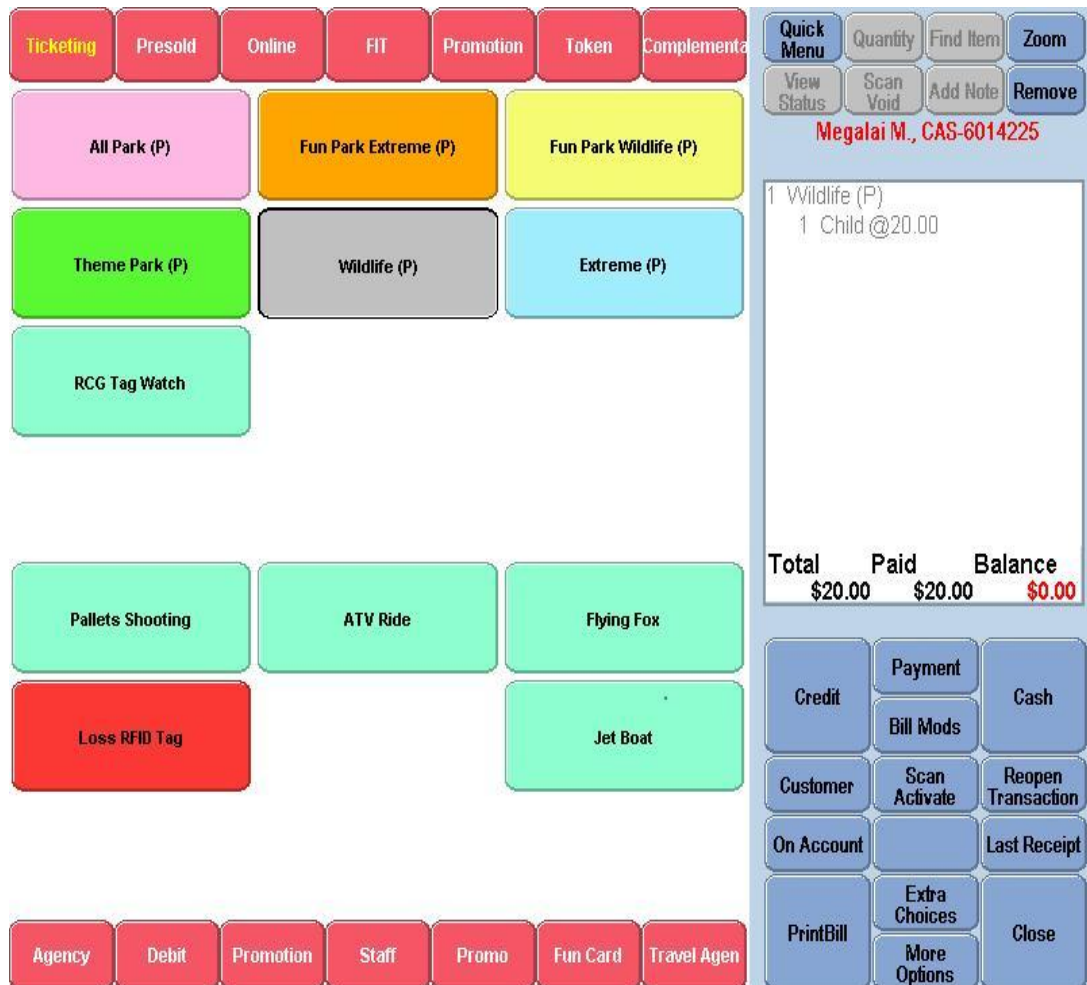 Ticketing
Presold
Online
FIT
Promotion
Token
Complementa
Quick
Menu
Quantity
Find Item
Zoom
View
Status
Scan
Void
Add Note
Remove
Megalai M., CAS-6014225
All Park (P)
Fun Park Extreme (P)
Fun Park Wildlife (P)
Theme Park (P)
Wildlife (P)
Extreme (P)
RCG Tag Watch
1 Wildlife (P)
1 Child @20.00
Total Paid Balance
$20.00 $20.00 $0.00
Pallets Shooting
ATV Ride
Flying Fox
Loss RFID Tag
Jet Boat
Credit
Payment
Cash
Bill Mods
Customer
Scan
Activate
Reopen
Transaction
On Account
Last Receipt
PrintBill
Extra
Choices
Close
More
Options
Agency
Debit
Promotion
Staff
Promo
Fun Card
Travel Agen